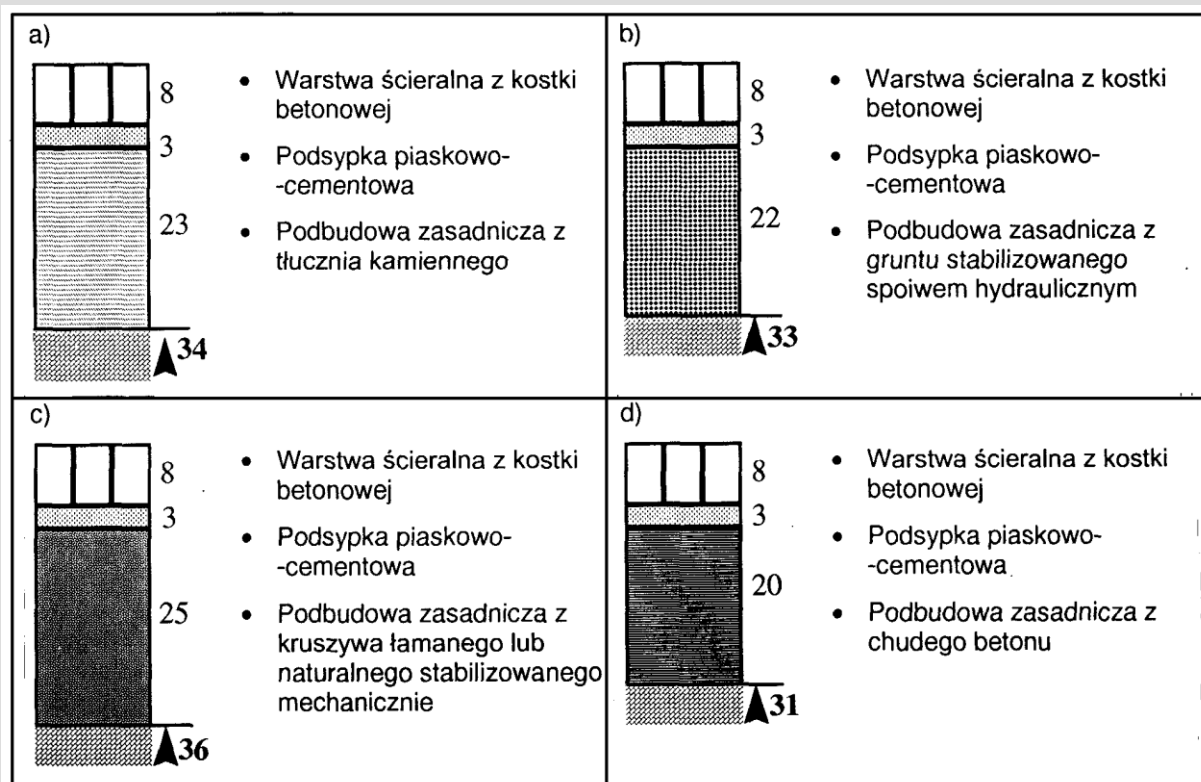 a)
8
3
23
34
• Warstwa ścieralna z kostki
betonowej
• Podsypka piaskowo-
-cementowa
• Podbudowa zasadnicza z
tłucznia kamiennego
b)
8
3
22
33
• Warstwa ścieralna z kostki
betonowej
• Podsypka piaskowo-
-cementowa
• Podbudowa zasadnicza z
gruntu stabilizowanego
spoiwem hydraulicznym
c)
8
3
25
36
• Warstwa ścieralna z kostki
betonowej
• Podsypka piaskowo-
-cementowa
• Podbudowa zasadnicza z
kruszywa łamanego lub
naturalnego stabilizowanego
mechanicznie
d)
8
3
20
31
• Warstwa ścieralna z kostki
betonowej
• Podsypka piaskowo-
-cementowa
• Podbudowa zasadnicza z
chudego betonu